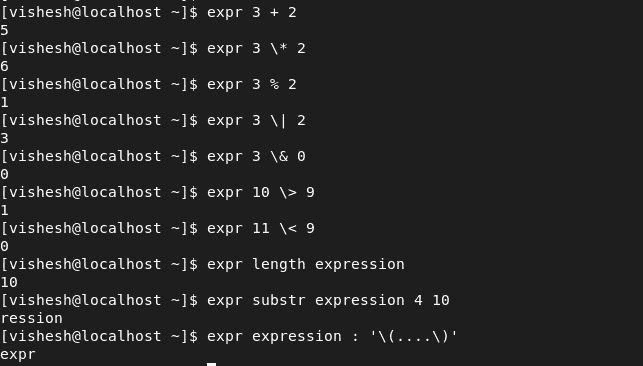 [vishesh@localhost ~]$ expr 3 + 2
5
[vishesh@localhost ~]$ expr 3 \* 2
6
[vishesh@localhost ~]$ expr 3 % 2
1
[vishesh@localhost ~]$ expr 3 \| 2
3
[vishesh@localhost ~]$ expr 3 \& 0
0
[vishesh@localhost ~]$ expr 10 \> 9
1
[vishesh@localhost ~]$ expr 11 \< 9
0
[vishesh@localhost ~]$ expr length expression
10
[vishesh@localhost ~]$ expr substr expression 4 10
ression
[vishesh@localhost ~]$ expr expression : '\(....\)'
expr